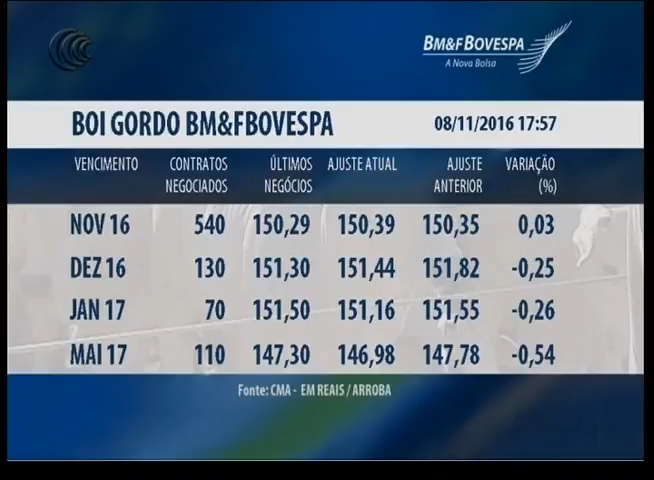 BM&FBOVESPA
A Nova Bolsa
BOI GORDO BM&FBOVESPA 08/11/2016 17:57
VENCIMENTO CONTRATOS NEGOCIADOS ÚLTIMOS NEGÓCIOS AJUSTE ATUAL AJUSTE ANTERIOR VARIAÇÃO (%)
NOV 16 540 150,29 150,39 150,35 0,03
DEZ 16 130 151,30 151,44 151,82 -0,25
JAN 17 70 151,50 151,16 151,55 -0,26
MAI 17 110 147,30 146,98 147,78 -0,54
Fonte: CMA - EM REAIS / ARROBA